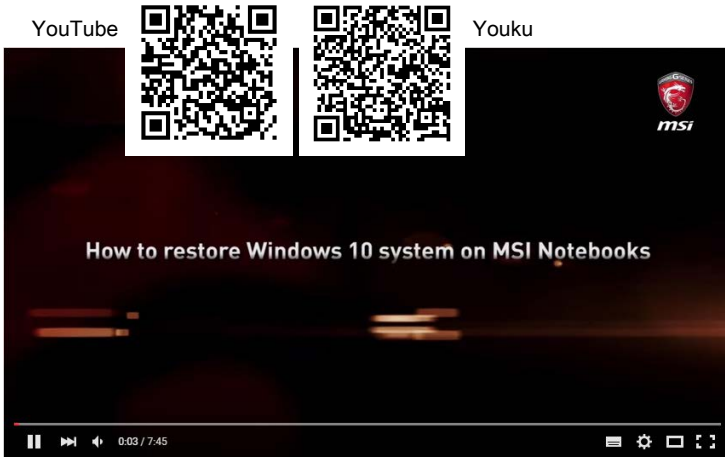 YouTube
Youku
msi
How to restore Windows 10 system on MSI Notebooks
0:03 / 7:45